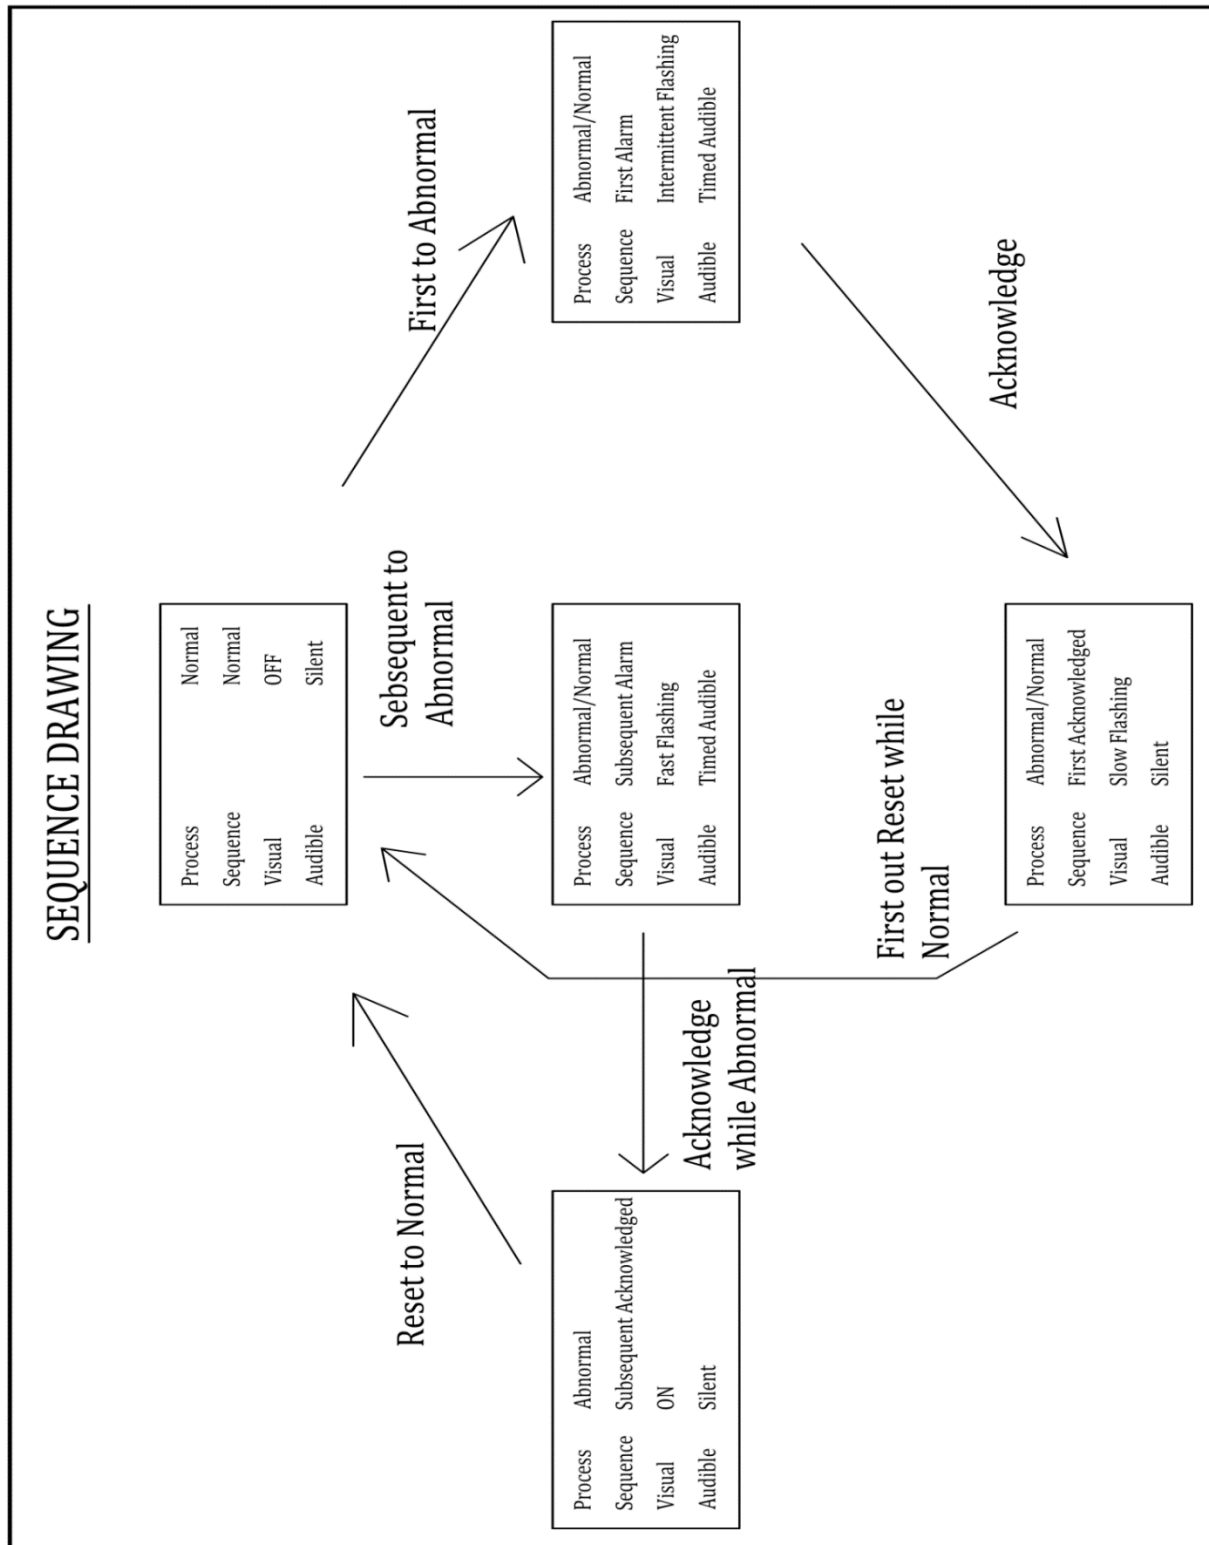 SEQUENCE DRAWING
Process Normal
Sequence Normal
Visual OFF
Audible Silent
Reset to Normal
Sebsequent to
Abnormal
First to Abnormal
Process Abnormal
Sequence Subsequent Acknowledged
Visual ON
Audible Silent
Acknowledge
while Abnormal
Process Abnormal/Normal
Sequence Subsequent Alarm
Visual Fast Flashing
Audible Timed Audible
Process Abnormal/Normal
Sequence First Alarm
Visual Intermittent Flashing
Audible Timed Audible
First out Reset while
Normal
Acknowledge
Process Abnormal/Normal
Sequence First Acknowledged
Visual Slow Flashing
Audible Silent